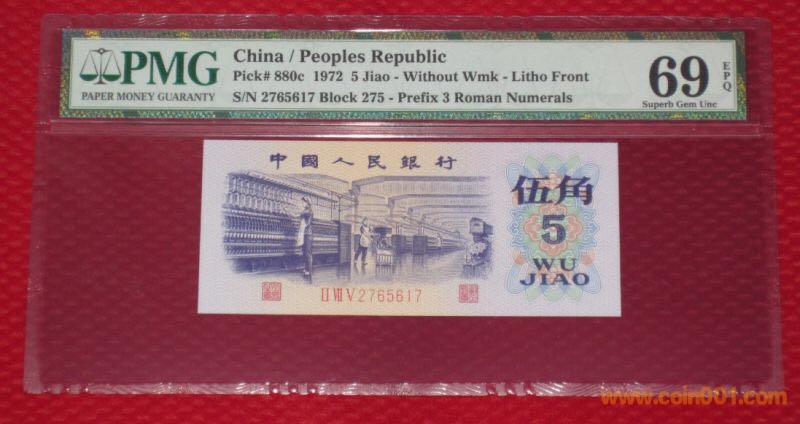 PMG
PAPER MONEY GUARANTY
China / Peoples Republic
Pick# 880c 1972 5 Jiao - Without Wmk - Litho Front
S/N 2765617 Block 275 - Prefix 3 Roman Numerals
69 EPQ
Superb Gem Unc
中國人民銀行
伍角
5
WU
JIAO
II VII V 2765617
www.coin001.com